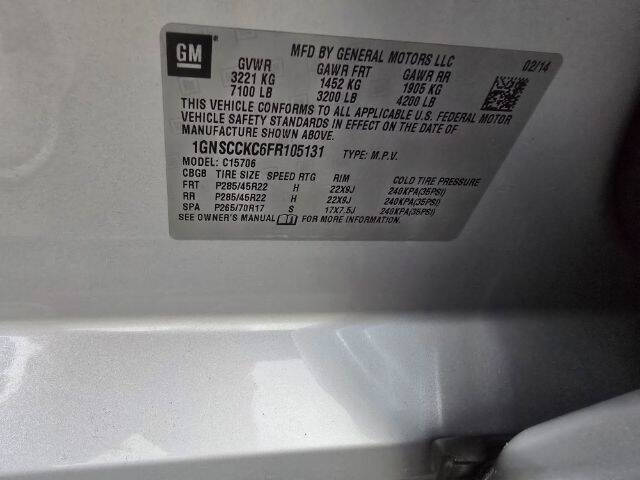 GM
MFD BY GENERAL MOTORS LLC 02/14
GVWR GAWR FRT GAWR RR
3221 KG 1452 KG 1905 KG
7100 LB 3200 LB 4200 LB
THIS VEHICLE CONFORMS TO ALL APPLICABLE U.S. FEDERAL MOTOR
VEHICLE SAFETY STANDARDS IN EFFECT ON THE DATE OF
MANUFACTURE SHOWN ABOVE.
1GNSCCKC6FR105131 TYPE: M.P.V.
MODEL: C15706
CBGB TIRE SIZE SPEED RTG RIM COLD TIRE PRESSURE
FRT P285/45R22 H 22X9J 240KPA(35PSI)
RR P285/45R22 H 22X9J 240KPA(35PSI)
SPA P265/70R17 S 17X7.5J 240KPA(35PSI)
SEE OWNER'S MANUAL FOR MORE INFORMATION.